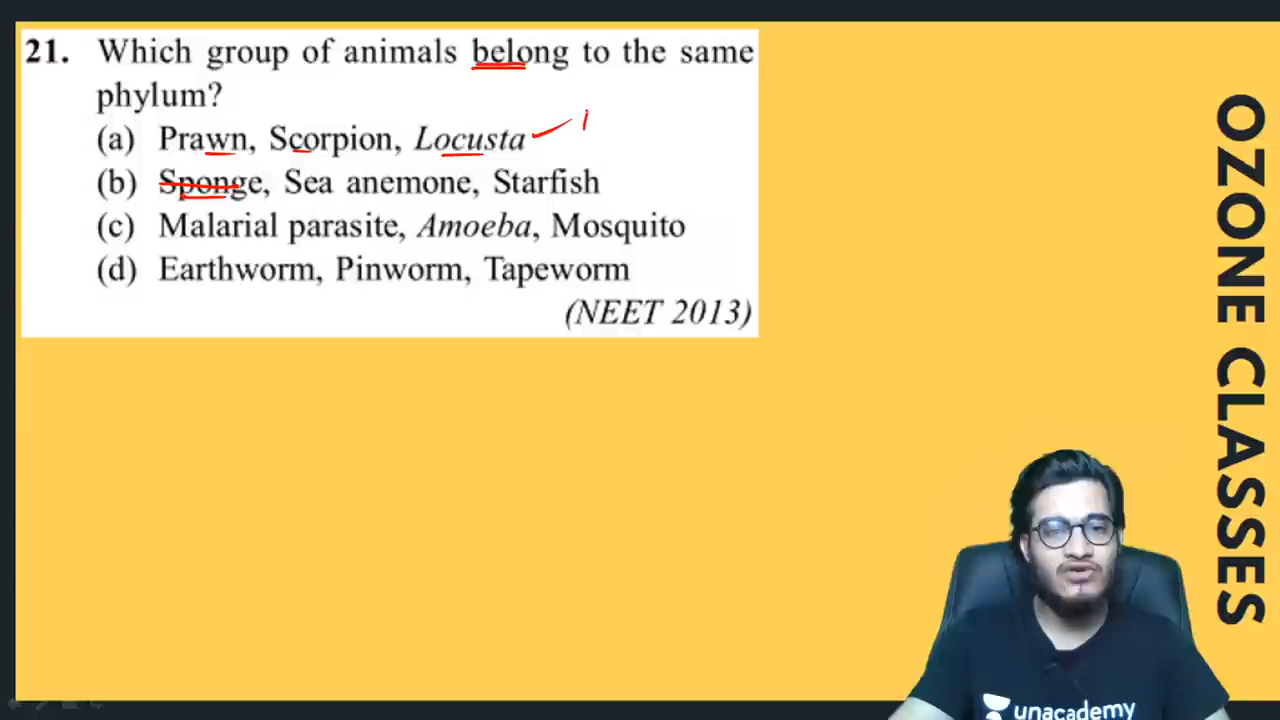 21. Which group of animals belong to the same
phylum?
(a) Prawn, Scorpion, Locusta
(b) Sponge, Sea anemone, Starfish
(c) Malarial parasite, Amoeba, Mosquito
(d) Earthworm, Pinworm, Tapeworm
(NEET 2013)
OZONE CLASSES
unacademy